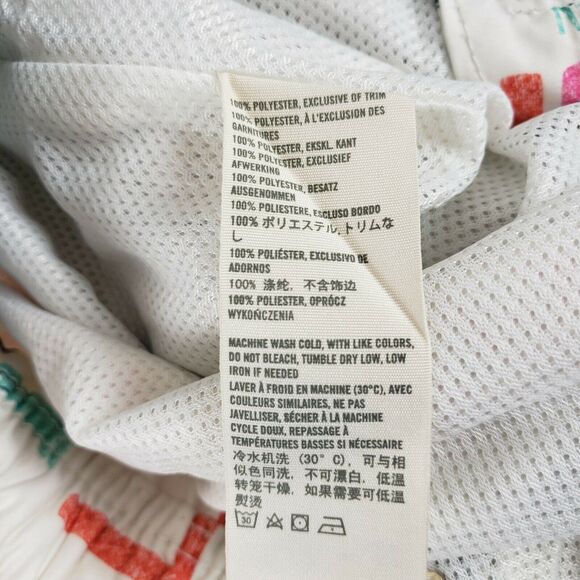 100% POLYESTER, EXCLUSIVE OF TRIM
100% POLYESTER, À L'EXCLUSION DES
GARNITURES
100% POLYESTER, EKSKL. KANT
100% POLYESTER, EXCLUSIEF
AFWERKING
100% POLYESTER, BESATZ
AUSGENOMMEN
100% POLIESTERE, ESCLUSO BORDO
100% ポリエステル, トリムな
し
100% POLIÉSTER, EXCLUSIVO DE
ADORNOS
100% 涤纶, 不含饰边
100% POLIESTER, OPRÓCZ
WYKOŃCZENIA
MACHINE WASH COLD, WITH LIKE COLORS,
DO NOT BLEACH, TUMBLE DRY LOW, LOW
IRON IF NEEDED
LAVER À FROID EN MACHINE (30°C), AVEC
COULEURS SIMILAIRES, NE PAS
JAVELLISER, SÉCHER À LA MACHINE
CYCLE DOUX, REPASSAGE À
TEMPÉRATURES BASSES SI NÉCESSAIRE
冷水机洗 (30° C), 可与相
似色同洗, 不可漂白, 低温
转笼干燥, 如果需要可低温
熨烫
30